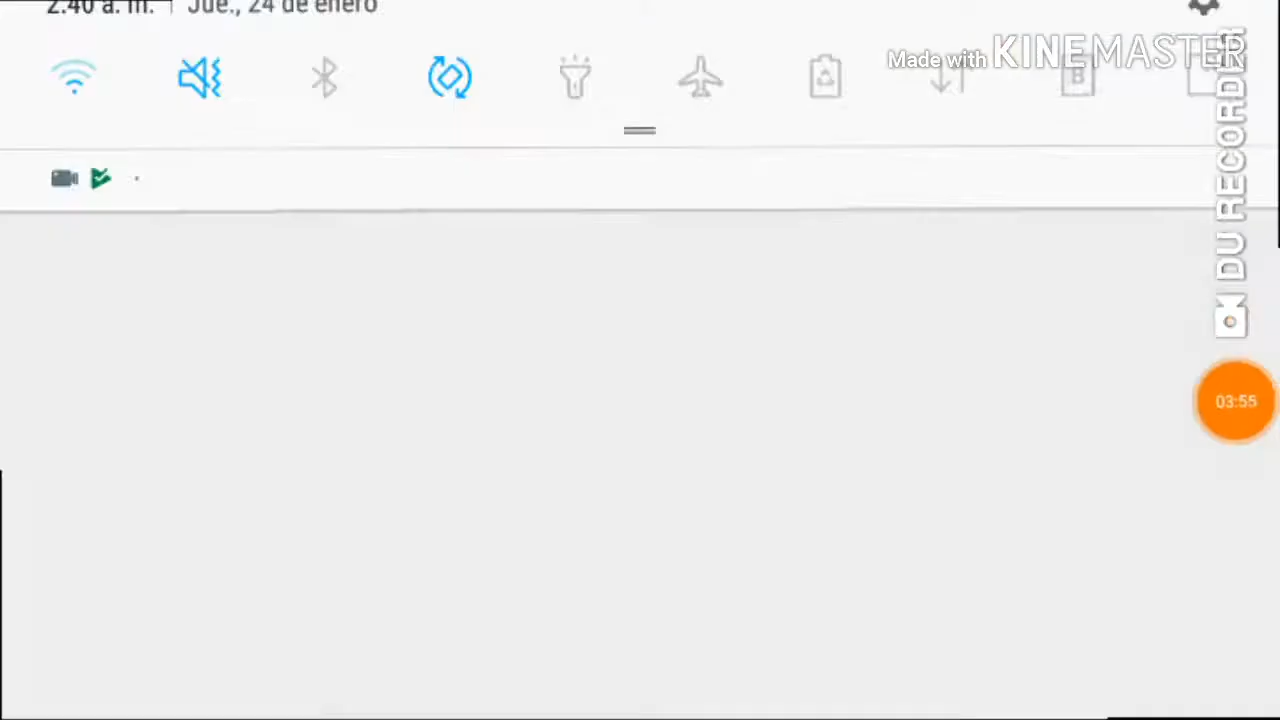 2:40 a. m. | Jue., 24 de enero
Made with KINEMASTER
DU RECORDER
03:55
B